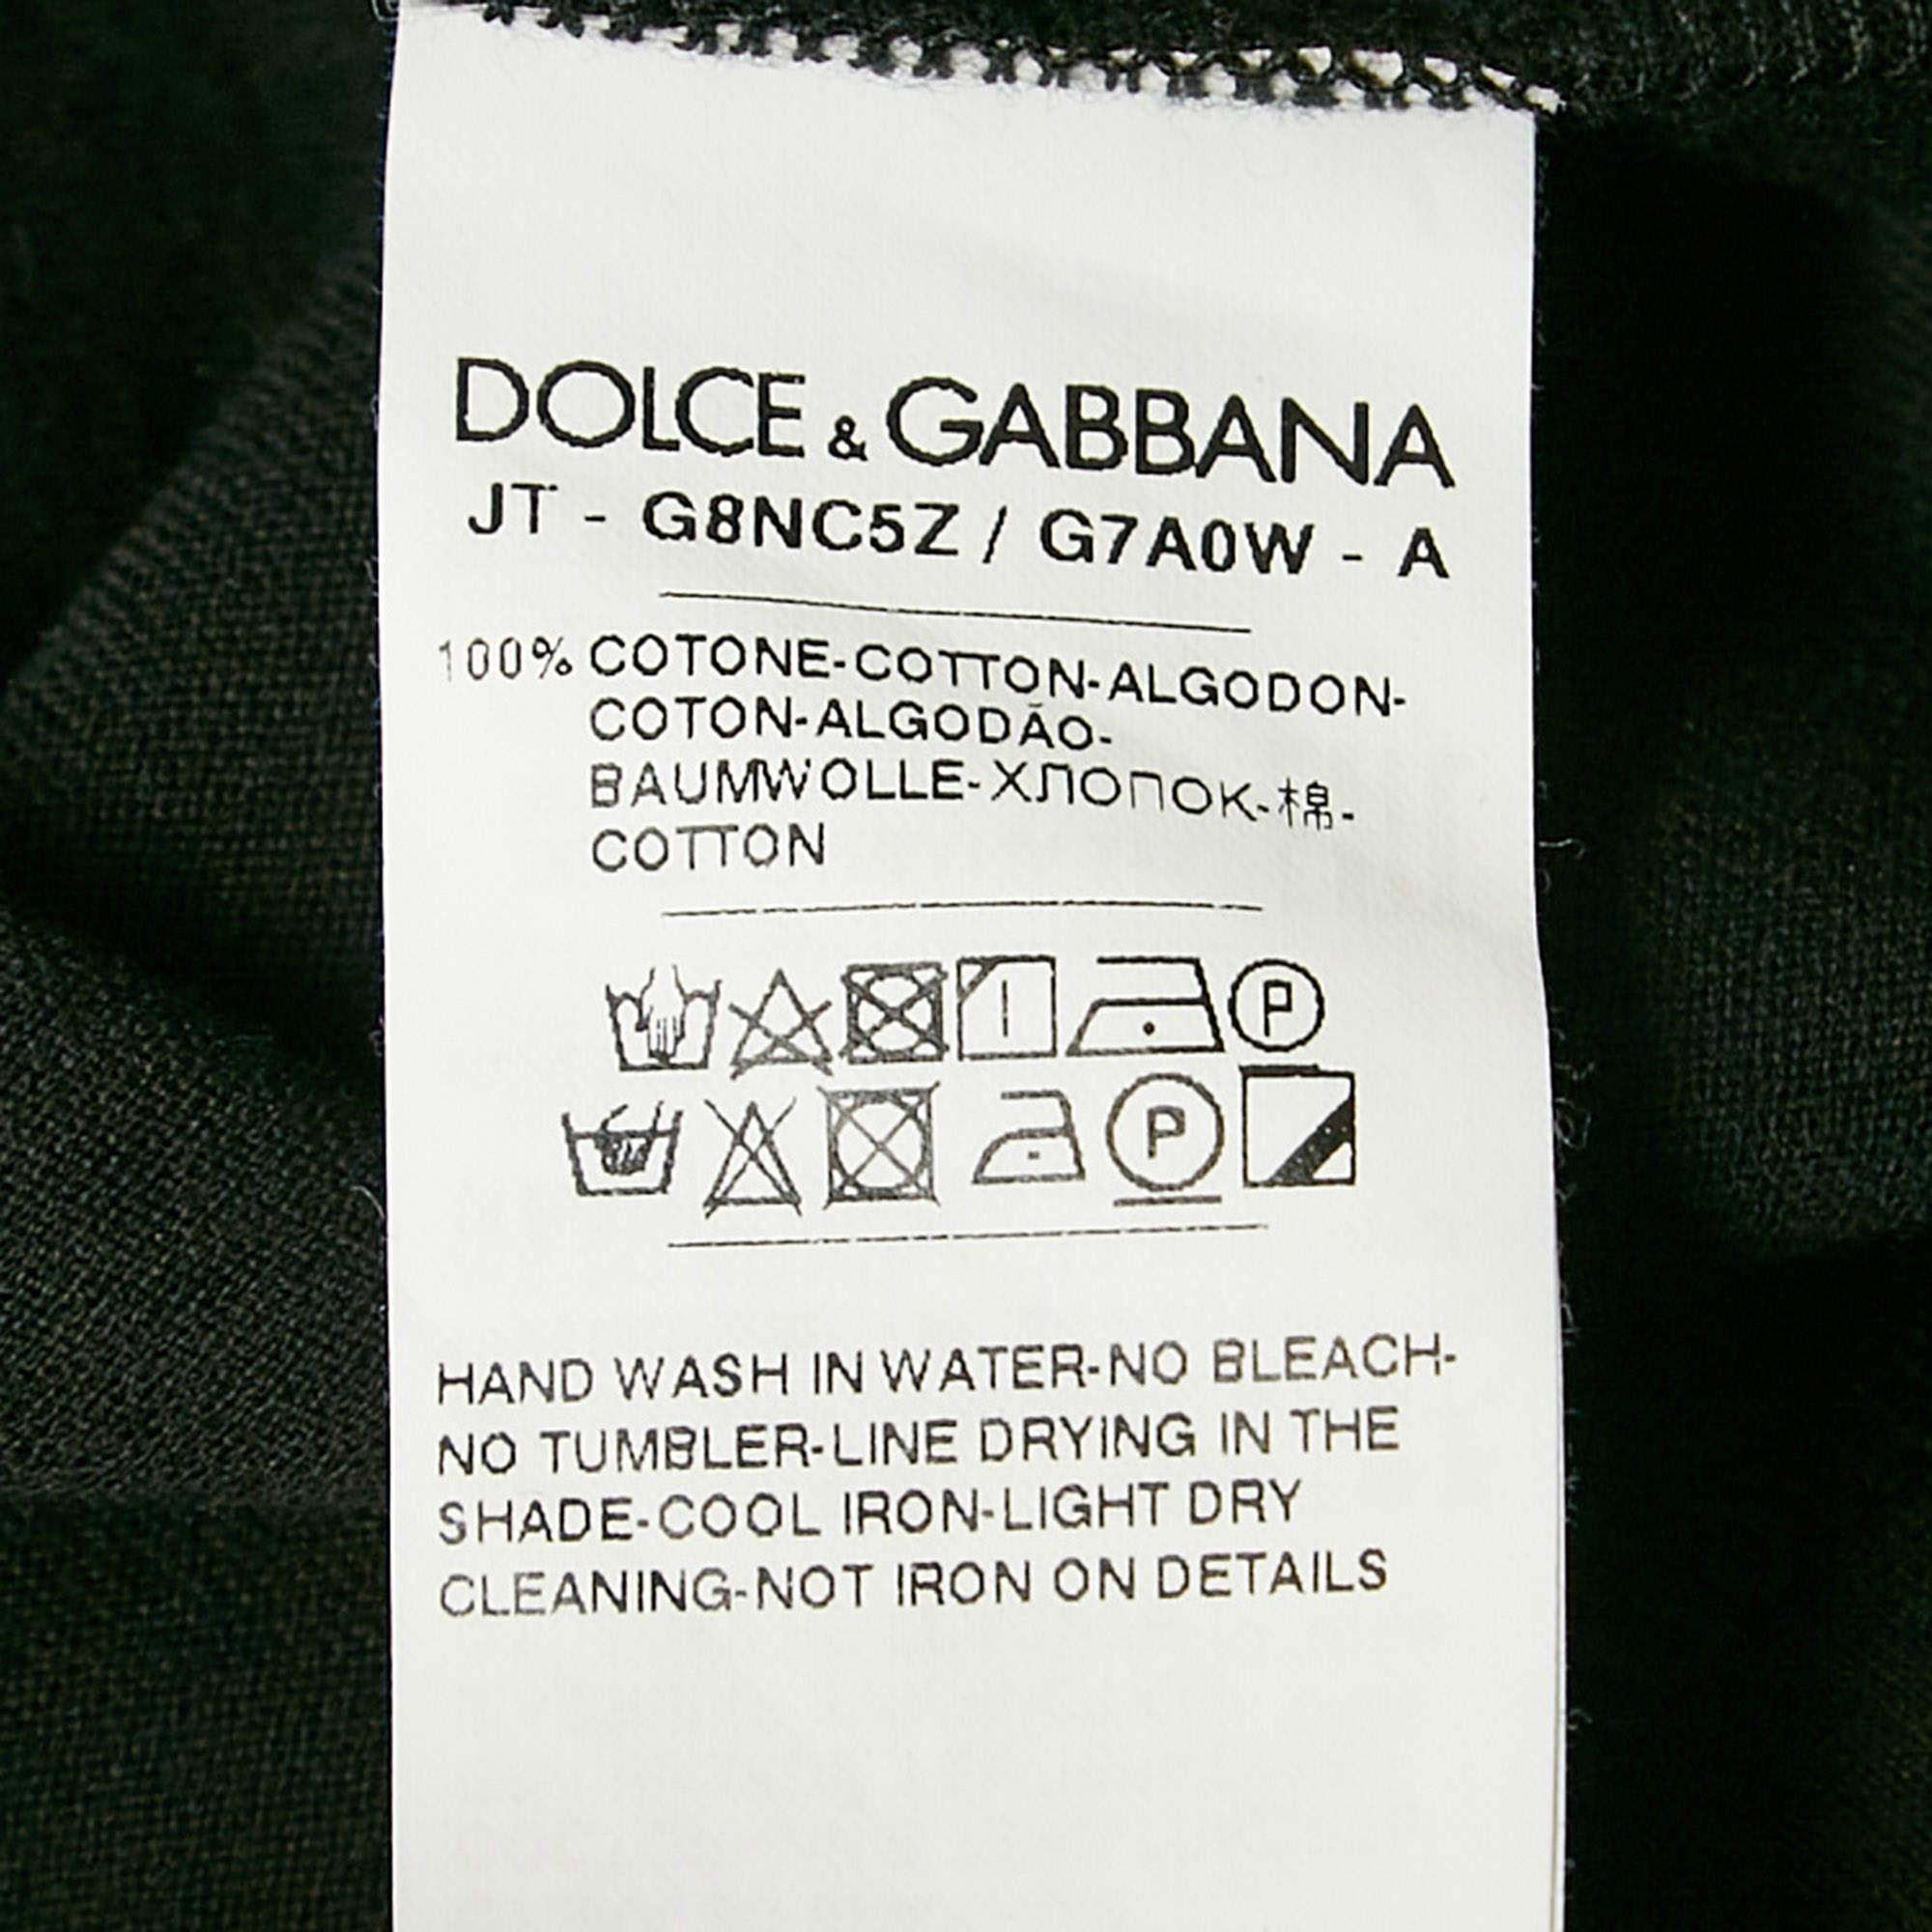 DOLCE & GABBANA
JT - G8NC5Z / G7A0W - A
100% COTONE-COTTON-ALGODON-
COTON-ALGODÃO-
BAUMWOLLE-ХЛОПОК-棉-
COTTON
P
P
HAND WASH IN WATER-NO BLEACH-
NO TUMBLER-LINE DRYING IN THE
SHADE-COOL IRON-LIGHT DRY
CLEANING-NOT IRON ON DETAILS